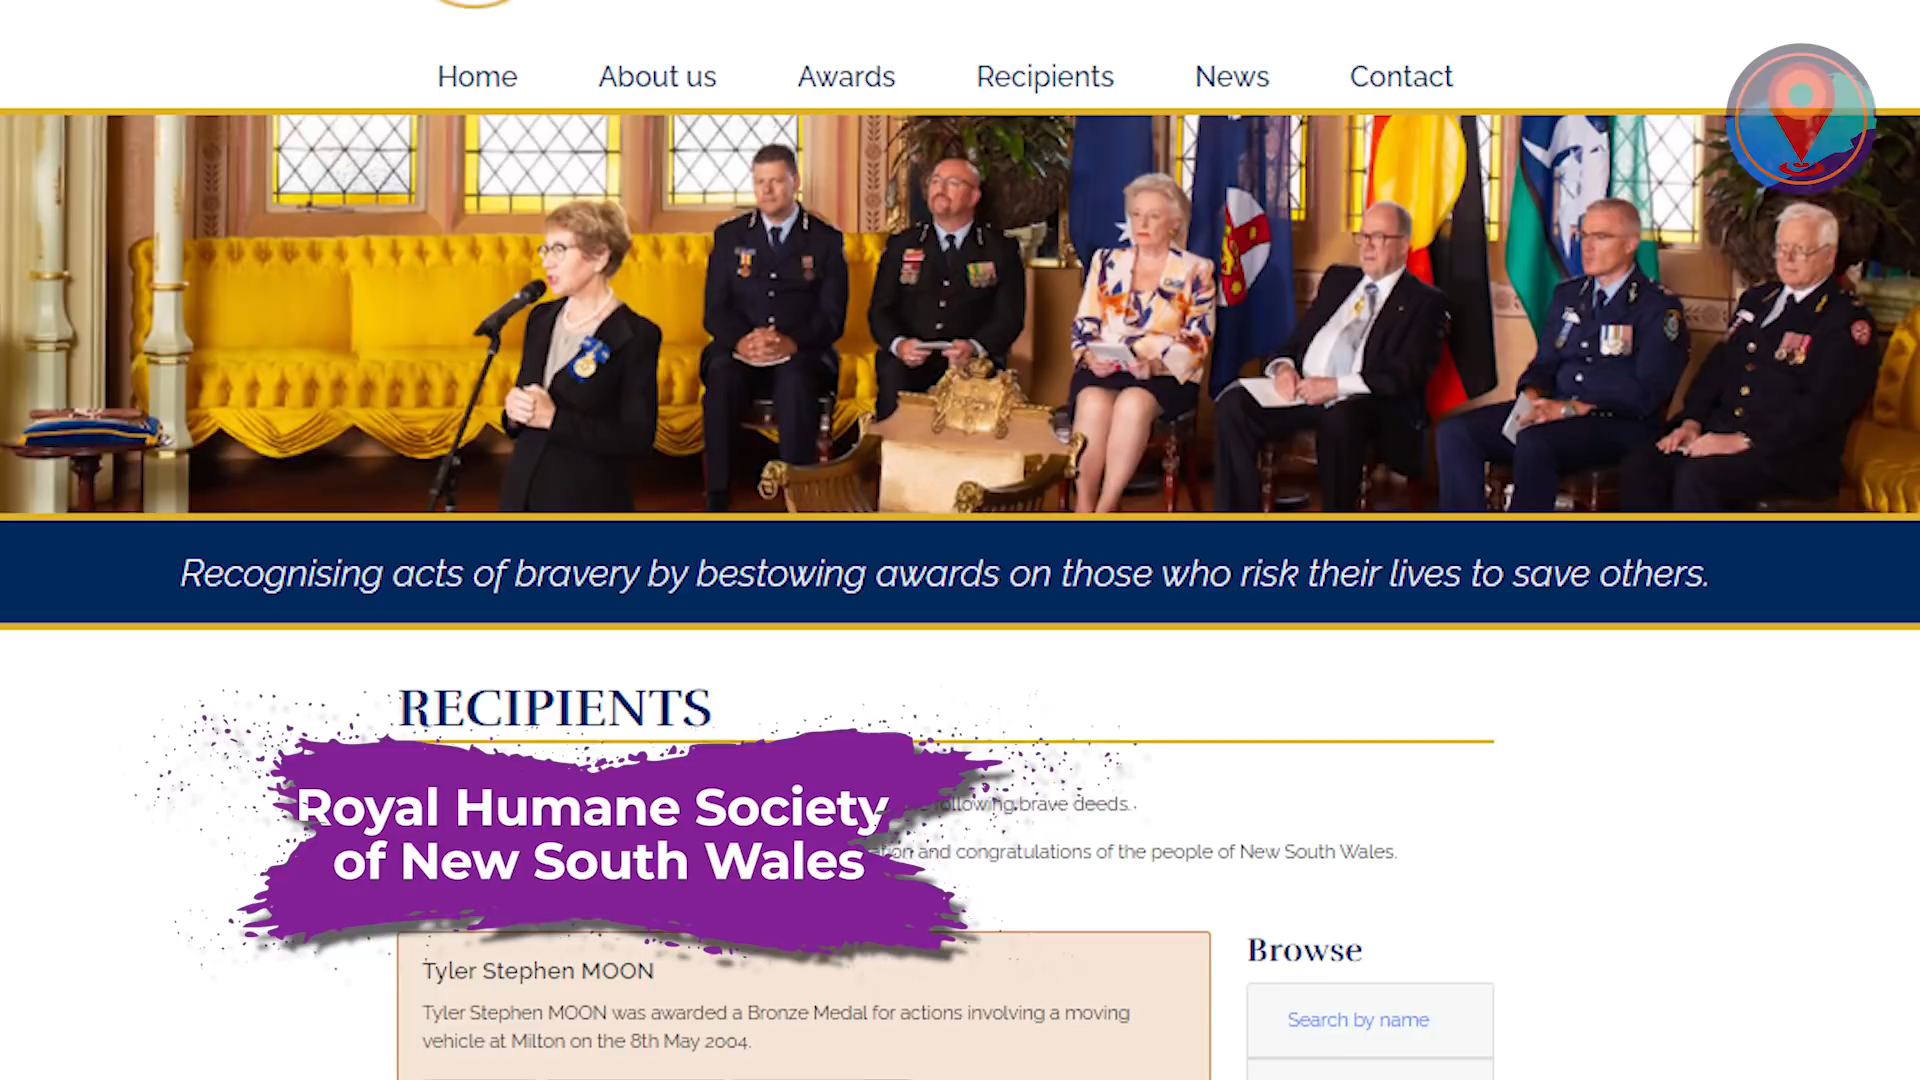 Home About us Awards Recipients News Contact
Recognising acts of bravery by bestowing awards on those who risk their lives to save others.
RECIPIENTS
Royal Humane Society
of New South Wales
following brave deeds.
and congratulations of the people of New South Wales.
Tyler Stephen MOON
Tyler Stephen MOON was awarded a Bronze Medal for actions involving a moving
vehicle at Milton on the 8th May 2004.
Browse
Search by name